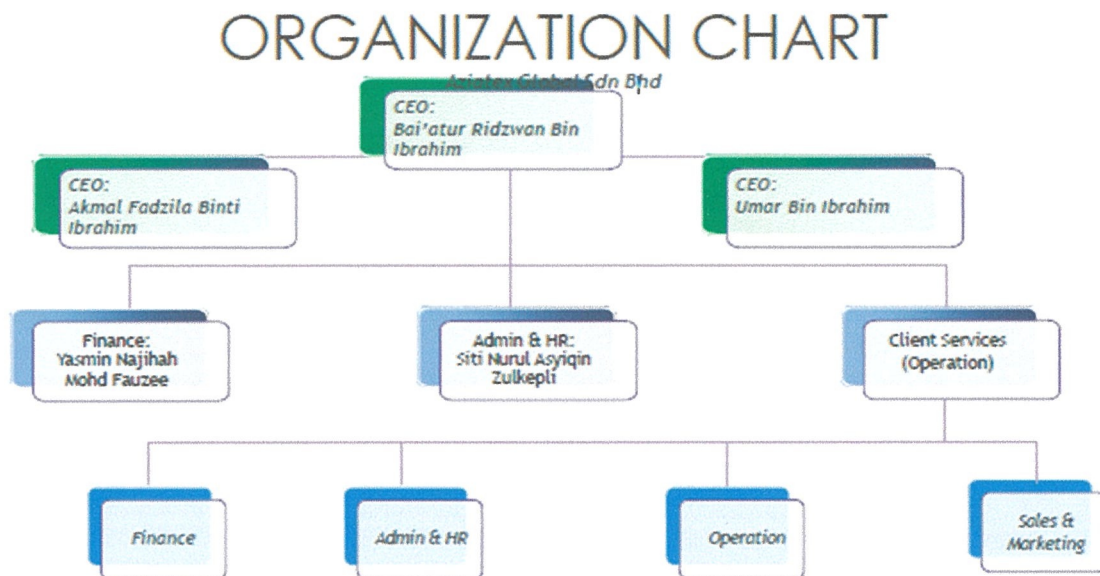 ORGANIZATION CHART
Aziatex Global Sdn Bhd
CEO:
Bai'atur Ridzwan Bin
Ibrahim
CEO:
Akmal Fadzila Binti
Ibrahim
CEO:
Umar Bin Ibrahim
Finance:
Yasmin Najihah
Mohd Fauzee
Admin & HR:
Siti Nurul Asyiqin
Zulkepli
Client Services
(Operation)
Finance
Admin & HR
Operation
Sales &
Marketing